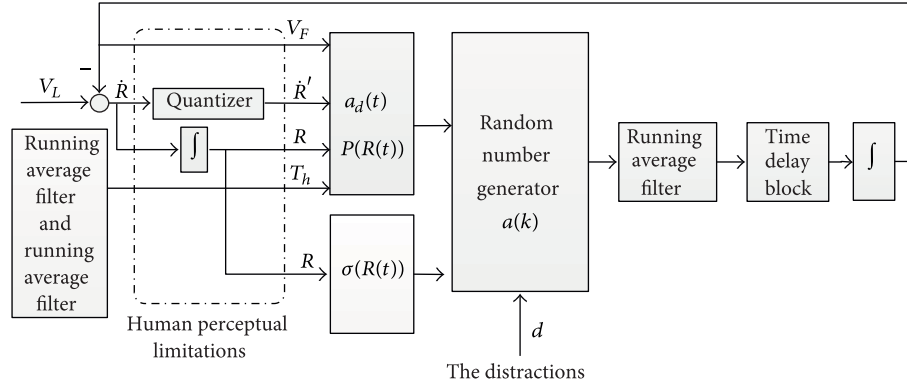 V_F
−
V_L
Ṙ
Quantizer
Ṙ′
a_d(t)
∫
R
P(R(t))
T_h
Running
average
filter
and
running
average
filter
R
σ(R(t))
Human perceptual
limitations
Random
number
generator
a(k)
d
The distractions
Running
average
filter
Time
delay
block
∫